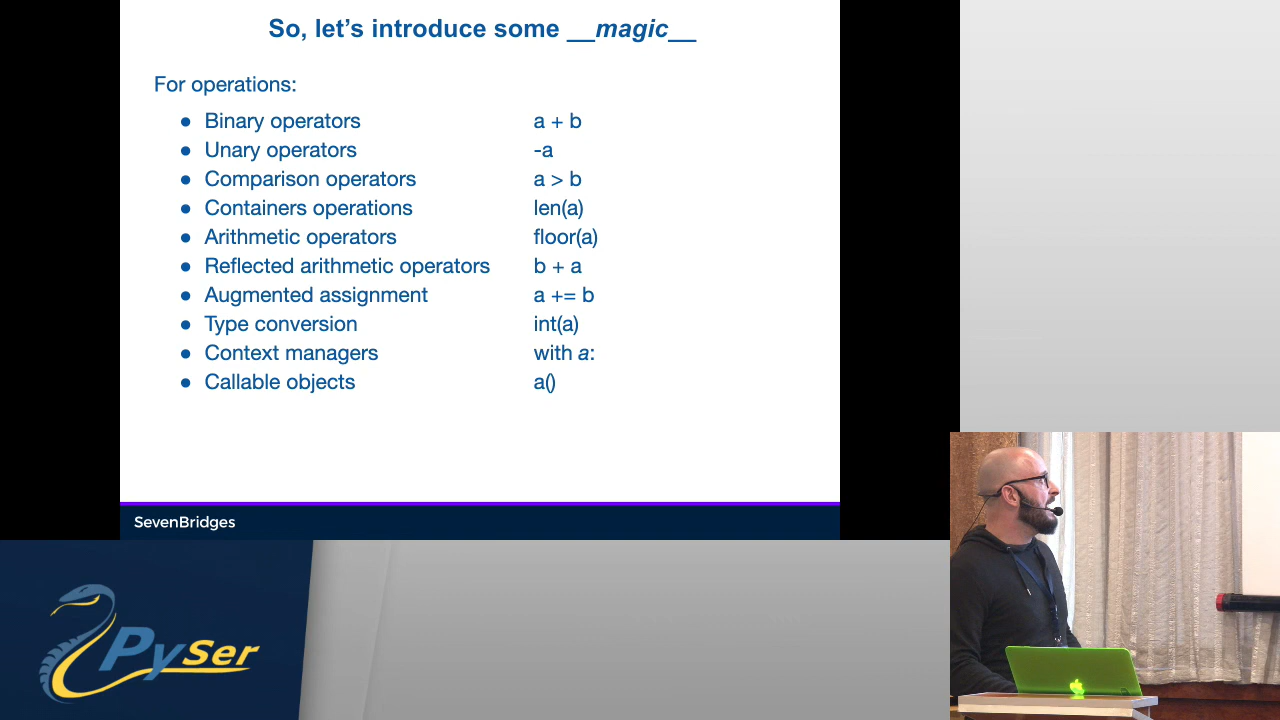 So, let's introduce some __magic__
For operations:
● Binary operators a + b
● Unary operators -a
● Comparison operators a > b
● Containers operations len(a)
● Arithmetic operators floor(a)
● Reflected arithmetic operators b + a
● Augmented assignment a += b
● Type conversion int(a)
● Context managers with a:
● Callable objects a()
SevenBridges
PySer